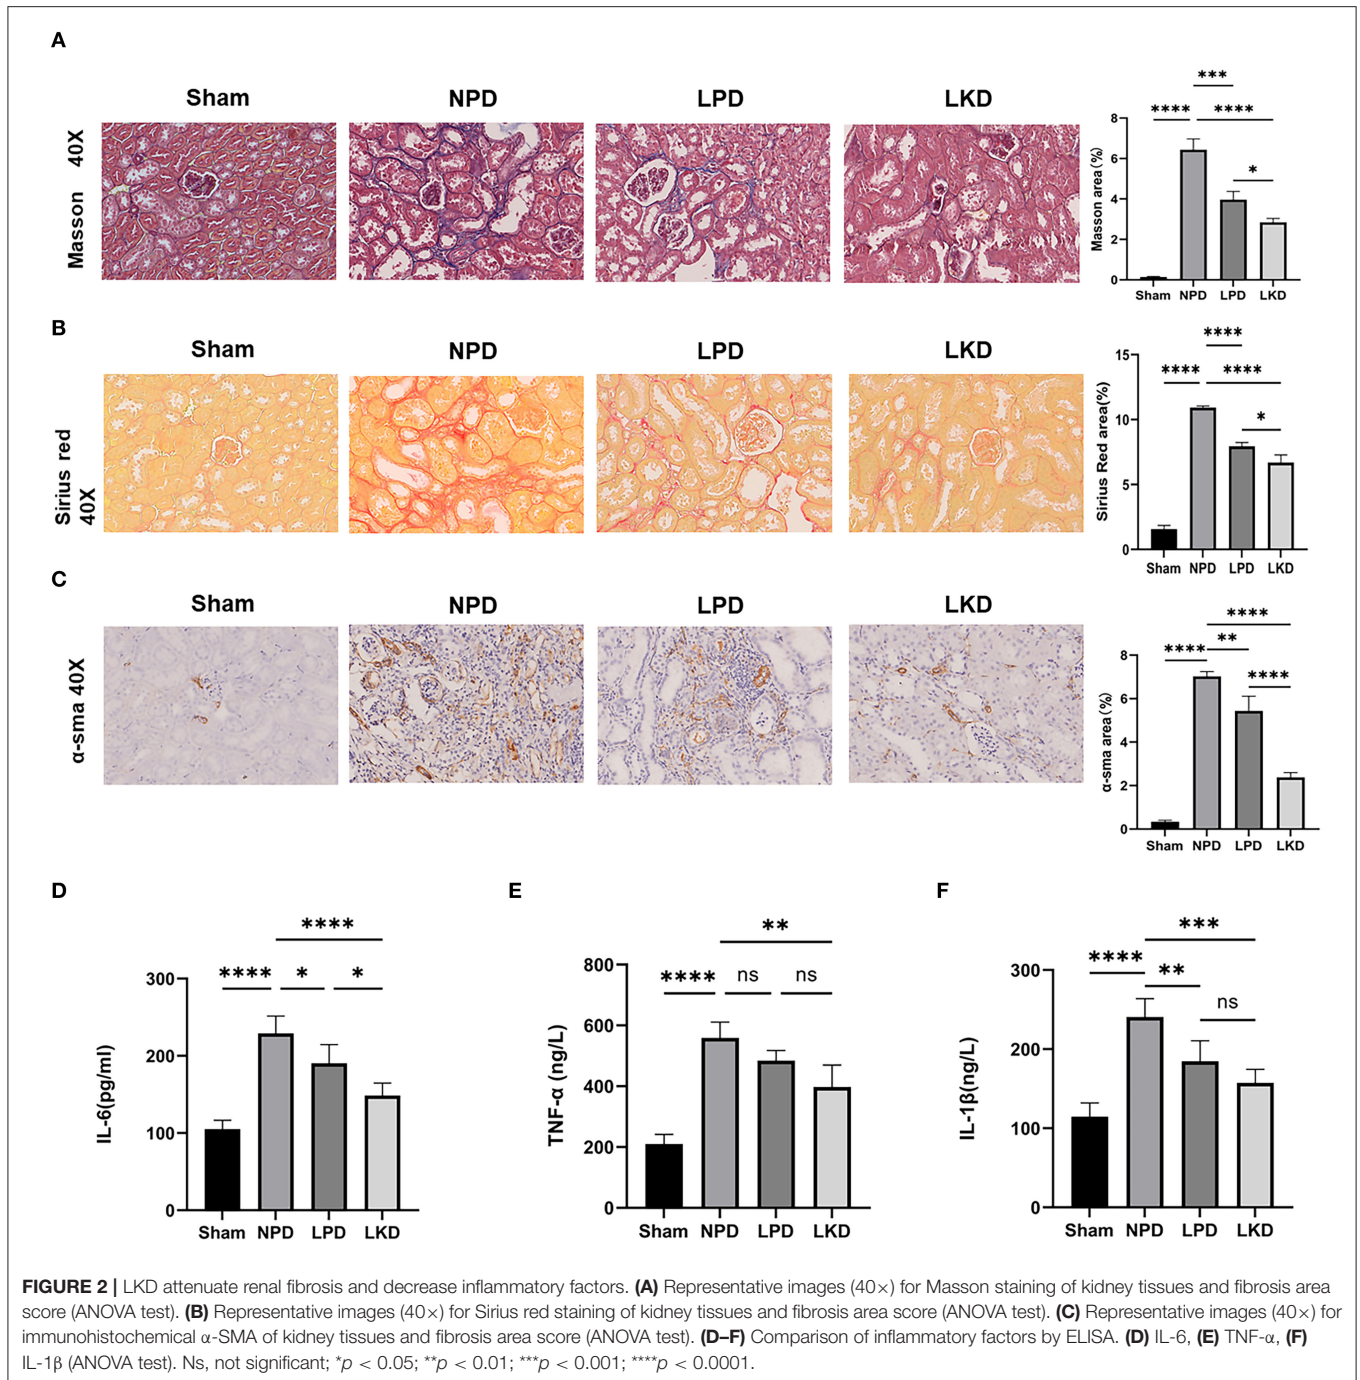 A
Sham
NPD
LPD
LKD
Masson 40X
***
**** ****
*
Masson area(%)
8
6
4
2
0
Sham NPD LPD LKD
B
Sham
NPD
LPD
LKD
Sirius red
40X
****
**** ****
*
Sirius Red area(%)
15
10
5
0
Sham NPD LPD LKD
C
Sham
NPD
LPD
LKD
α-sma 40X
****
**** **
****
α-sma area(%)
8
6
4
2
0
Sham LPD NPD LKD
D
****
**** * *
IL-6(pg/ml)
300
200
100
0
Sham NPD LPD LKD
E
**
**** ns ns
TNF-α (ng/L)
800
600
400
200
0
Sham NPD LPD LKD
F
***
**** **
ns
IL-1β(ng/L)
300
200
100
0
Sham NPD LPD LKD
FIGURE 2 | LKD attenuate renal fibrosis and decrease inflammatory factors. (A) Representative images (40×) for Masson staining of kidney tissues and fibrosis area
score (ANOVA test). (B) Representative images (40×) for Sirius red staining of kidney tissues and fibrosis area score (ANOVA test). (C) Representative images (40×) for
immunohistochemical α-SMA of kidney tissues and fibrosis area score (ANOVA test). (D–F) Comparison of inflammatory factors by ELISA. (D) IL-6, (E) TNF-α, (F)
IL-1β (ANOVA test). Ns, not significant; *p < 0.05; **p < 0.01; ***p < 0.001; ****p < 0.0001.